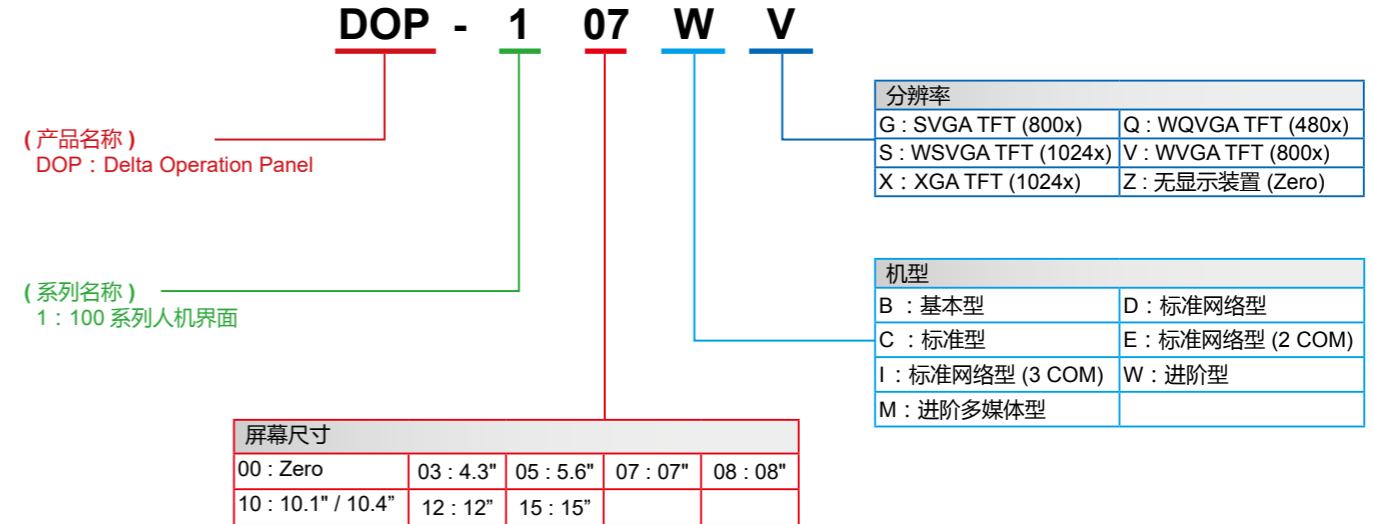 DOP - 1 07 W V
分辨率
G : SVGA TFT (800x) Q : WQVGA TFT (480x)
S : WSVGA TFT (1024x) V : WVGA TFT (800x)
X : XGA TFT (1024x) Z : 无显示装置 (Zero)
( 产品名称 )
DOP : Delta Operation Panel
机型
B : 基本型 D : 标准网络型
C : 标准型 E : 标准网络型 (2 COM)
I : 标准网络型 (3 COM) W : 进阶型
M : 进阶多媒体型
( 系列名称 )
1 : 100 系列人机界面
屏幕尺寸
00 : Zero 03 : 4.3" 05 : 5.6" 07 : 07" 08 : 08"
10 : 10.1" / 10.4” 12 : 12” 15 : 15”